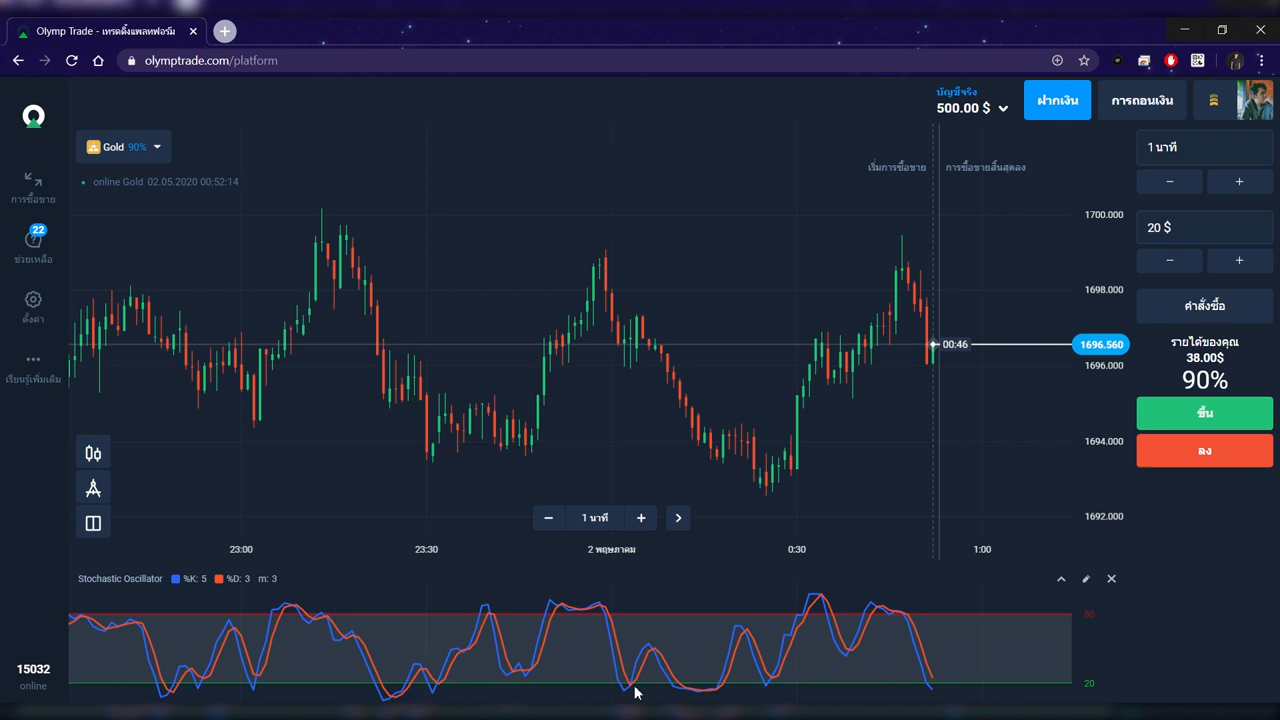 Olymp Trade - เทรดดิ้งแพลทฟอร์ม
olymptrade.com/platform
บัญชีจริง
500.00 $
ฝากเงิน
การถอนเงิน
Gold 90%
online Gold 02.05.2020 00:52:14
เริ่มการซื้อขาย
การซื้อขายสิ้นสุดลง
การซื้อขาย
22
ช่วยเหลือ
ตั้งค่า
เรียนรู้เพิ่มเติม
15032
online
1700.000
1698.000
00:46
1696.560
1696.000
1694.000
1692.000
1 นาที
23:00
23:30
2 พฤษภาคม
0:30
1:00
Stochastic Oscillator %K: 5 %D: 3 m: 3
80
20
1 นาที
20 $
คำสั่งซื้อ
รายได้ของคุณ
38.00$
90%
ขึ้น
ลง